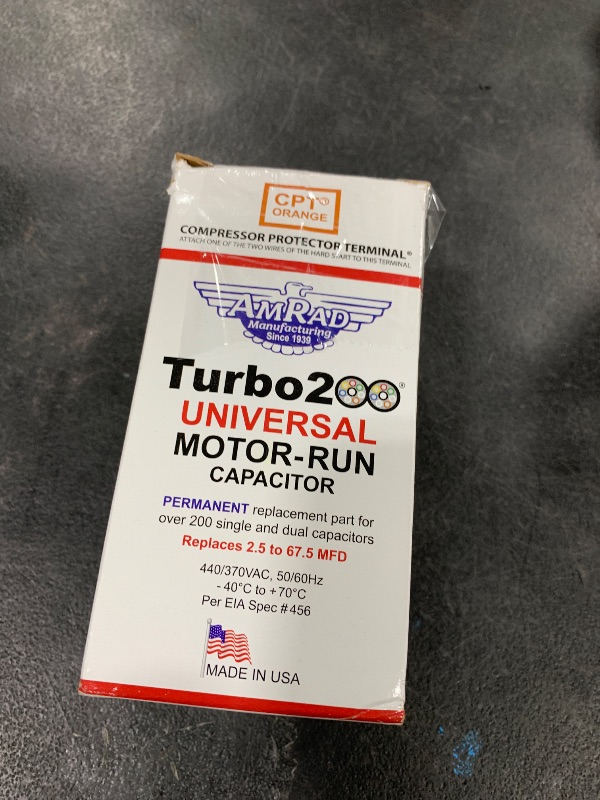 CPT®
ORANGE
COMPRESSOR PROTECTOR TERMINAL®
ATTACH ONE OF THE TWO WIRES OF THE HARD START TO THIS TERMINAL
AMRAD
Manufacturing
Since 1939
Turbo200®
UNIVERSAL
MOTOR-RUN
CAPACITOR
PERMANENT replacement part for
over 200 single and dual capacitors
Replaces 2.5 to 67.5 MFD
440/370VAC, 50/60Hz
- 40°C to +70°C
Per EIA Spec #456
MADE IN USA